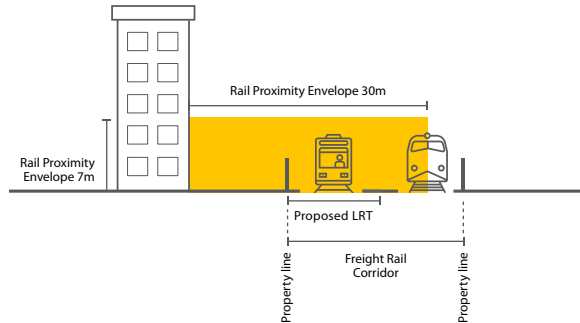 Rail Proximity Envelope 30m
Rail Proximity
Envelope 7m
Proposed LRT
Freight Rail
Corridor
Property line
Property line